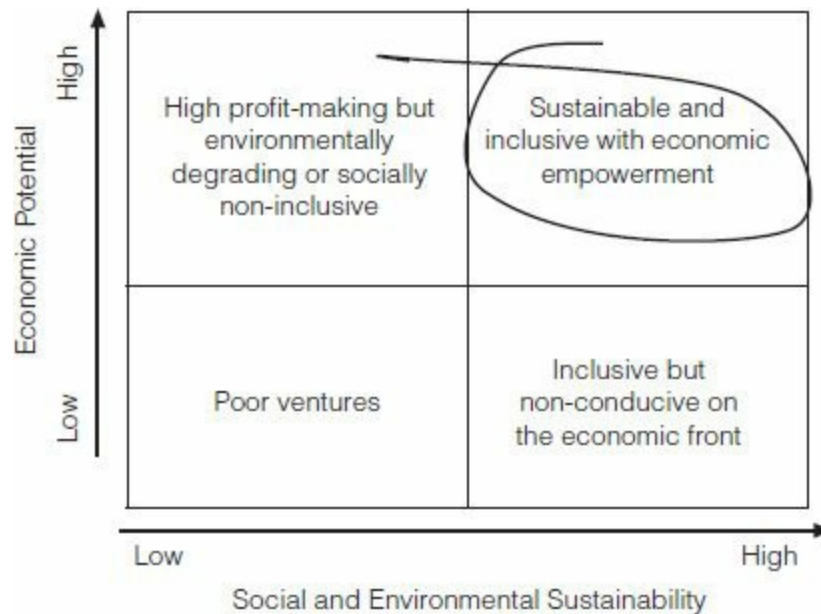 High
Economic Potential
Low
High profit-making but
environmentally
degrading or socially
non-inclusive
Sustainable and
inclusive with economic
empowerment
Poor ventures
Inclusive but
non-conducive on
the economic front
Low
High
Social and Environmental Sustainability